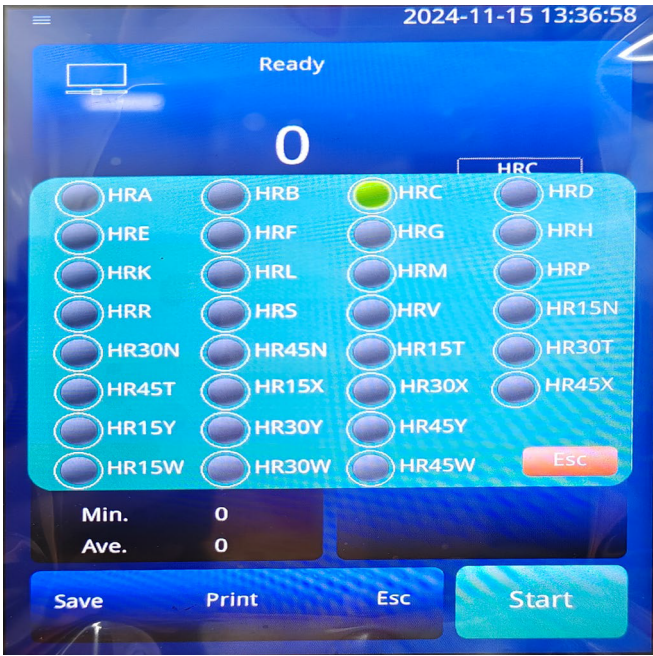 2024-11-15 13:36:58
Ready
0
HRC
HRA HRB HRC HRD
HRE HRF HRG HRH
HRK HRL HRM HRP
HRR HRS HRV HR15N
HR30N HR45N HR15T HR30T
HR45T HR15X HR30X HR45X
HR15Y HR30Y HR45Y
HR15W HR30W HR45W Esc
Min. 0
Ave. 0
Save Print Esc Start